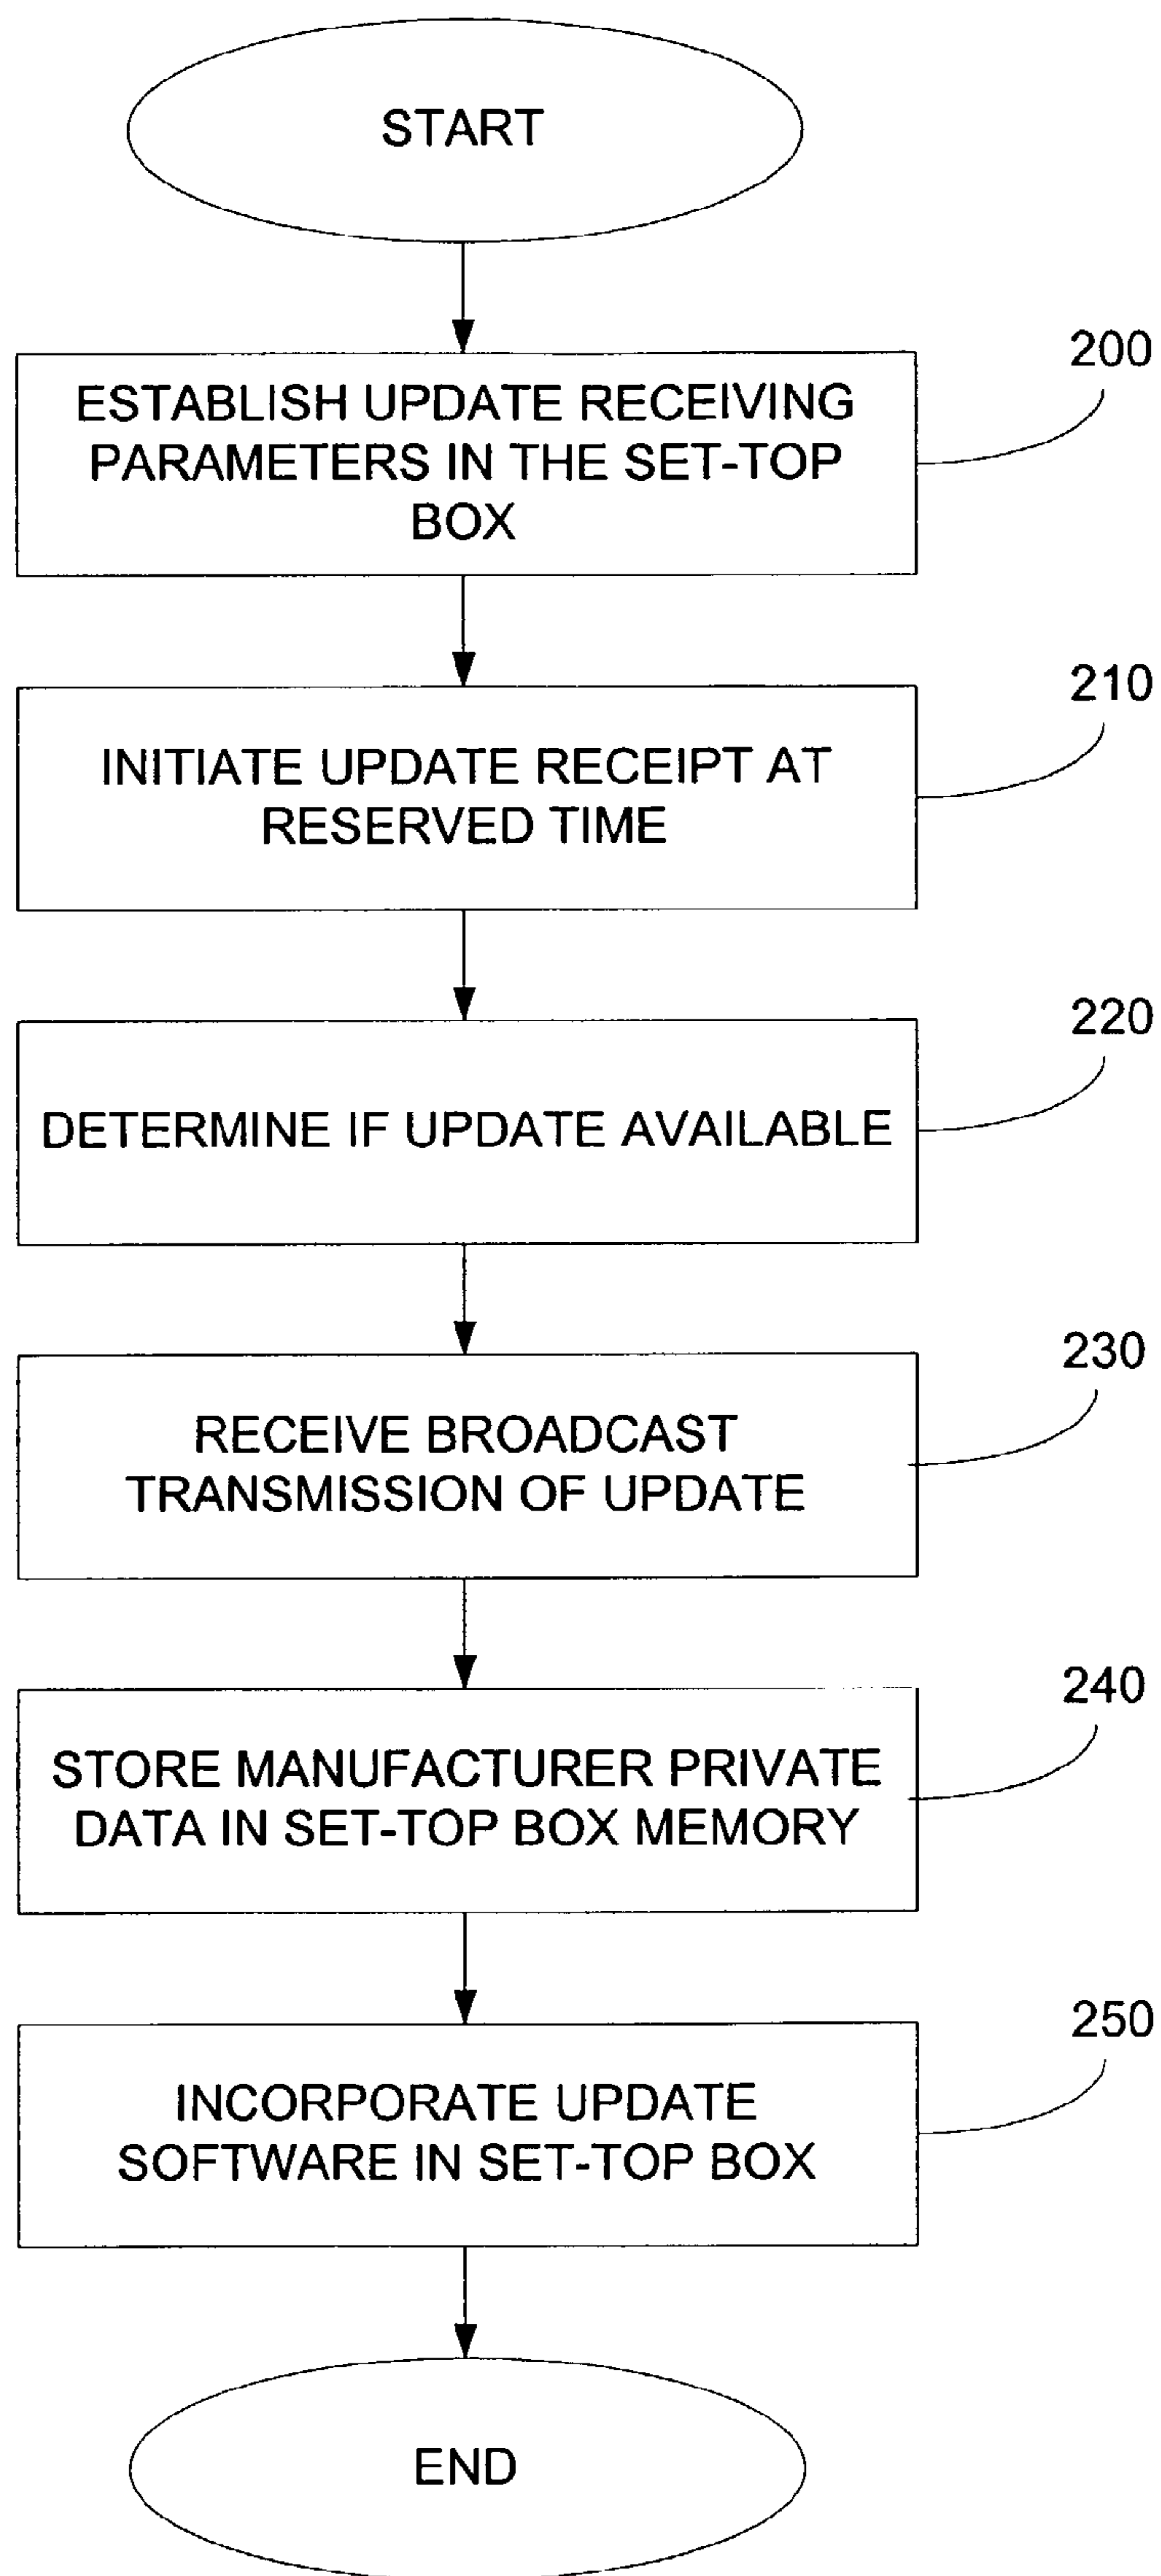 START
200
ESTABLISH UPDATE RECEIVING
PARAMETERS IN THE SET-TOP
BOX
210
INITIATE UPDATE RECEIPT AT
RESERVED TIME
220
DETERMINE IF UPDATE AVAILABLE
230
RECEIVE BROADCAST
TRANSMISSION OF UPDATE
240
STORE MANUFACTURER PRIVATE
DATA IN SET-TOP BOX MEMORY
250
INCORPORATE UPDATE
SOFTWARE IN SET-TOP BOX
END